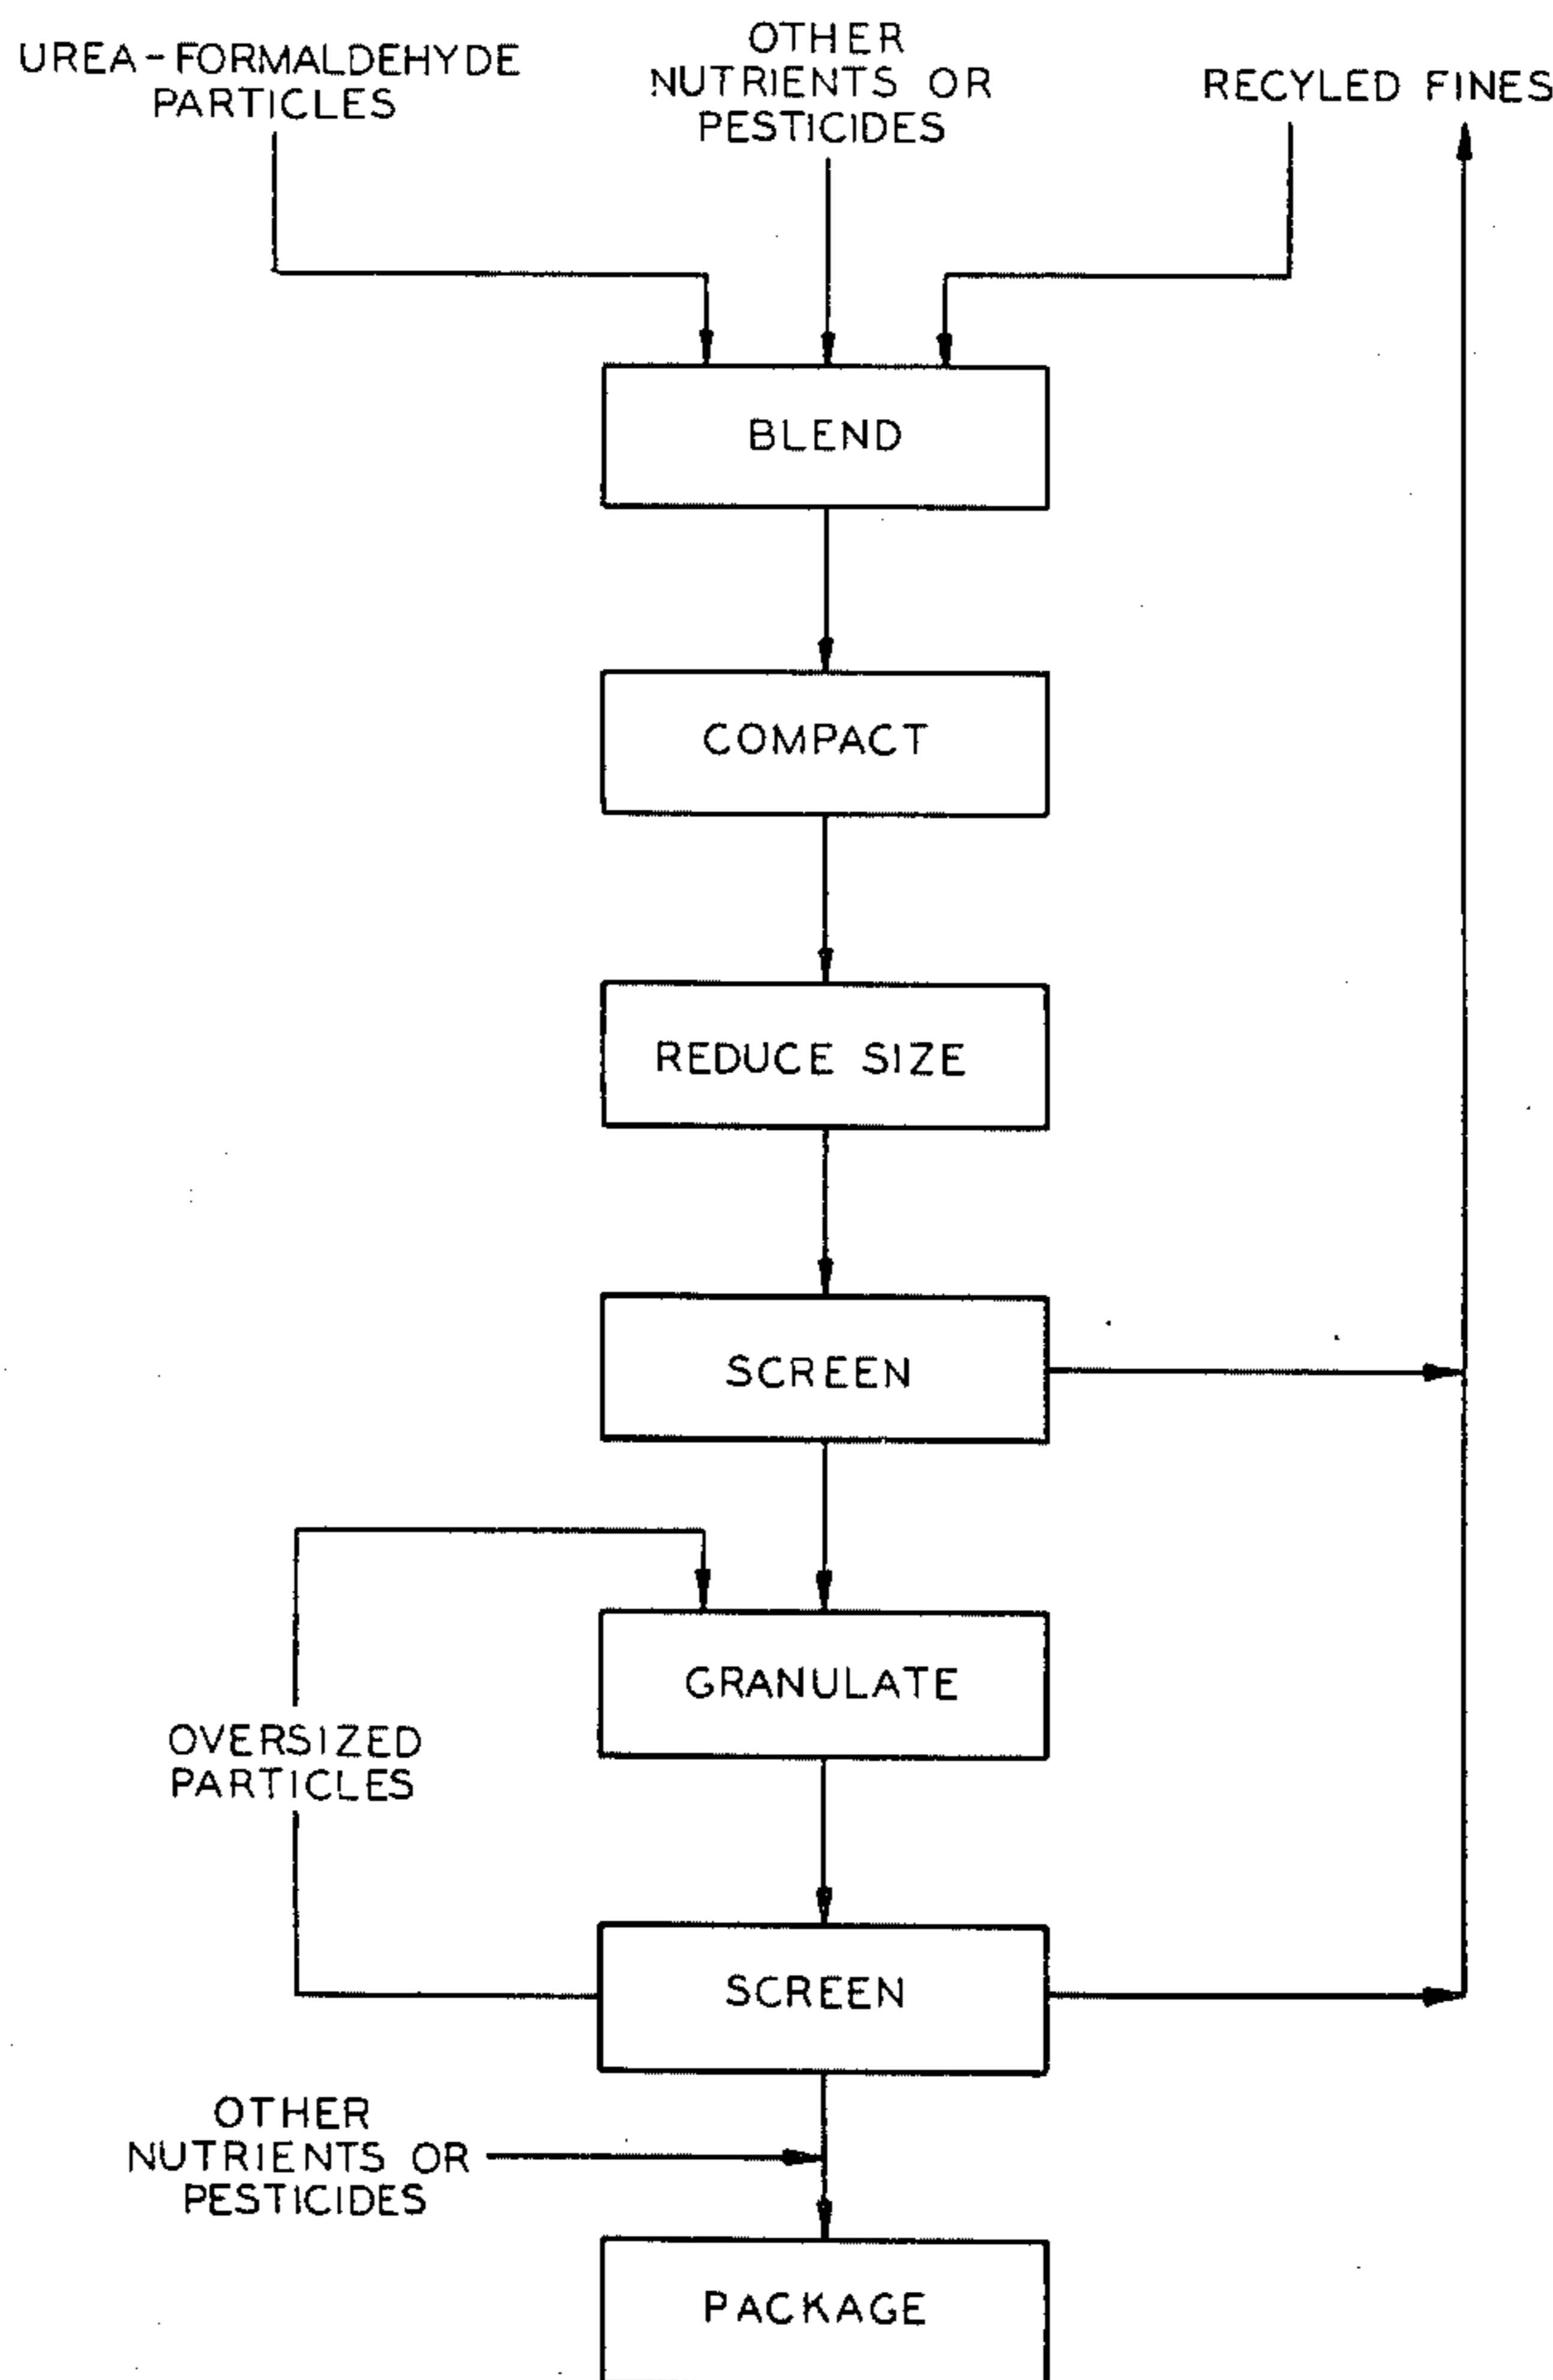 UREA-FORMALDEHYDE
PARTICLES
OTHER
NUTRIENTS OR
PESTICIDES
RECYLED FINES
BLEND
COMPACT
REDUCE SIZE
SCREEN
GRANULATE
OVERSIZED
PARTICLES
SCREEN
OTHER
NUTRIENTS OR
PESTICIDES
PACKAGE